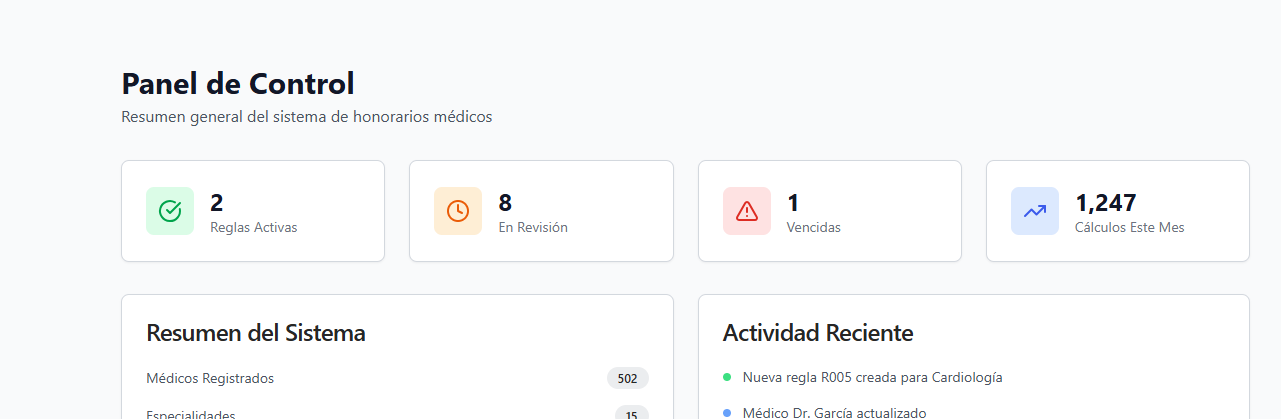 Panel de Control
Resumen general del sistema de honorarios médicos
2
Reglas Activas
8
En Revisión
1
Vencidas
1,247
Cálculos Este Mes
Resumen del Sistema
Médicos Registrados 502
Especialidades 15
Actividad Reciente
Nueva regla R005 creada para Cardiología
Médico Dr. García actualizado